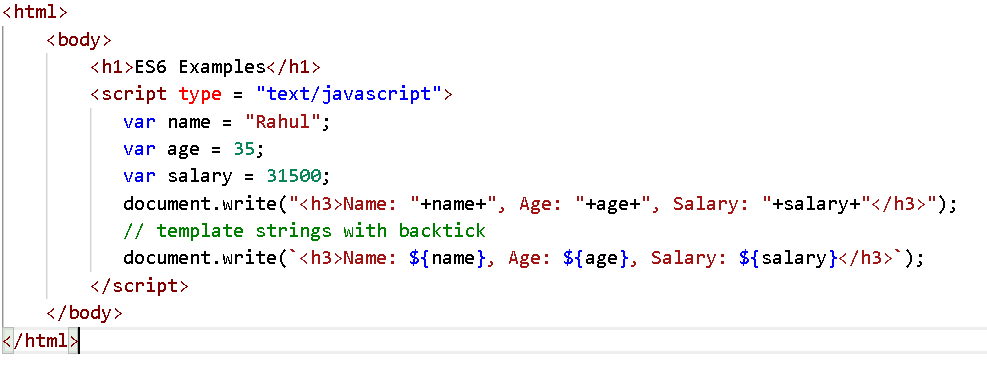 <html>
<body>
<h1>ES6 Examples</h1>
<script type = "text/javascript">
var name = "Rahul";
var age = 35;
var salary = 31500;
document.write("<h3>Name: "+name+", Age: "+age+", Salary: "+salary+"</h3>");
// template strings with backtick
document.write(`<h3>Name: ${name}, Age: ${age}, Salary: ${salary}</h3>`);
</script>
</body>
</html>